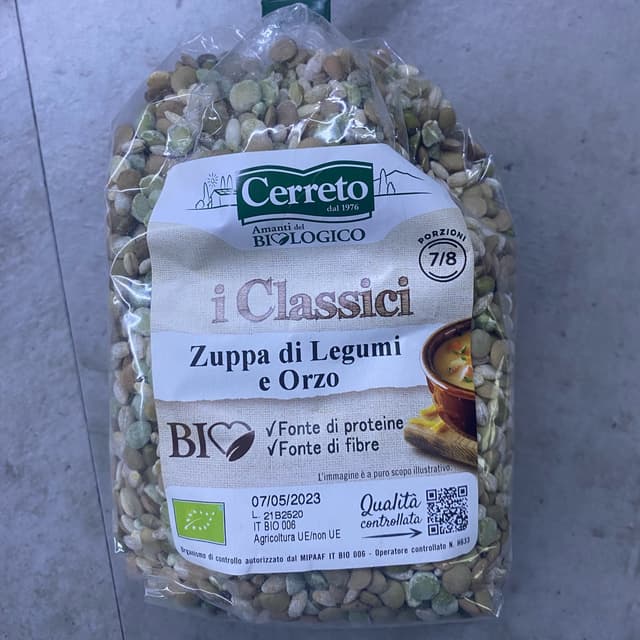 Cerreto
dal 1976
Amanti del
BIOLOGICO
PORZIONI
7/8
i Classici
Zuppa di Legumi
e Orzo
BIO
✓Fonte di proteine
✓Fonte di fibre
L'immagine è a puro scopo illustrativo.
07/05/2023
L. 21B2620
IT BIO 006
Agricoltura UE/non UE
Qualità
controllata
Organismo di controllo autorizzato dal MIPAAF IT BIO 006 - Operatore controllato N. H633